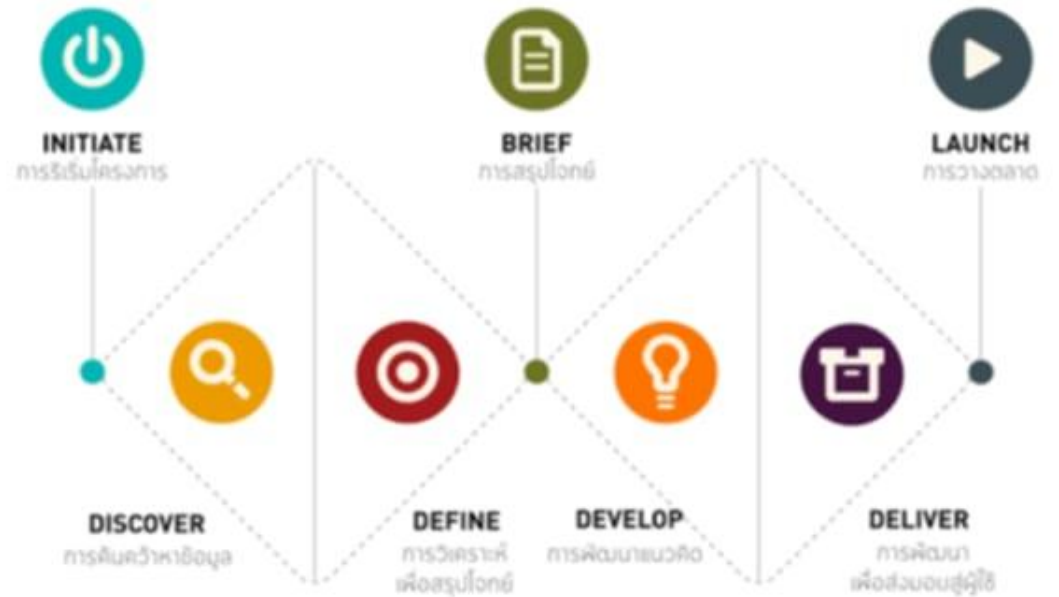 INITIATE
การริเริ่มโครงการ
BRIEF
การสรุปโจทย์
LAUNCH
การวางตลาด
DISCOVER
การค้นคว้าหาข้อมูล
DEFINE
การวิเคราะห์
เพื่อสรุปโจทย์
DEVELOP
การพัฒนาแนวคิด
DELIVER
การพัฒนา
เพื่อส่งมอบสู่ผู้ใช้